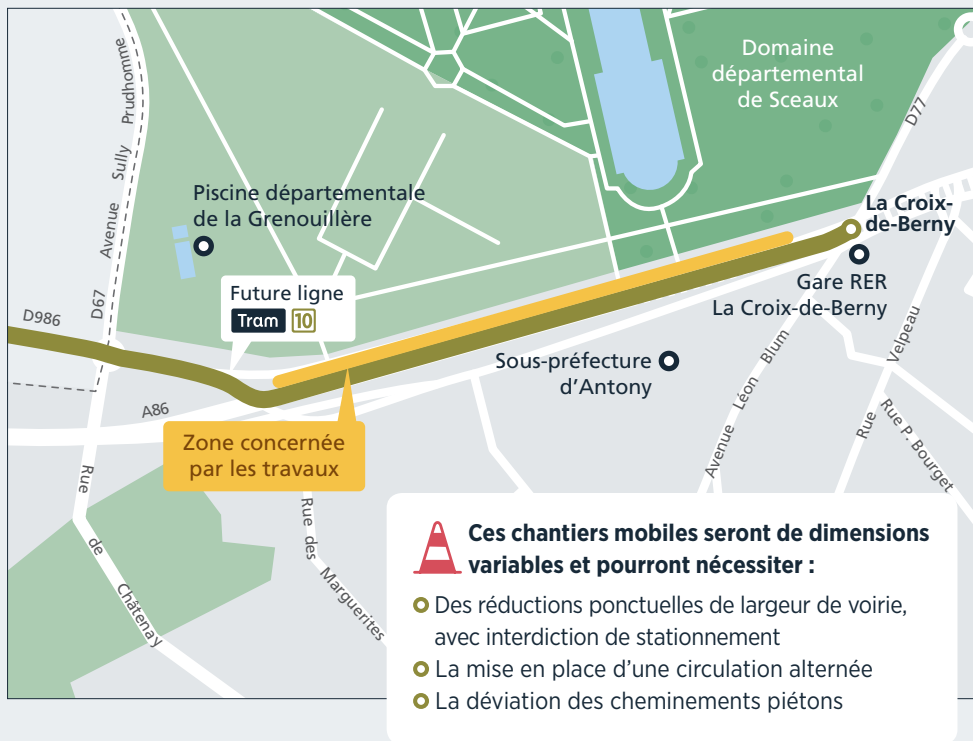 Domaine
départemental
de Sceaux
D77
Avenue Sully Prudhomme
Piscine départementale
de la Grenouillère
La Croix-
de-Berny
Gare RER
La Croix-de-Berny
Future ligne
Tram 10
D67
D986
A86
Sous-préfecture
d'Antony
Avenue Léon Blum
Rue Velpeau
Rue P. Bourget
Zone concernée
par les travaux
Rue de Châtenay
Rue des Marguerites
Ces chantiers mobiles seront de dimensions
variables et pourront nécessiter :
Des réductions ponctuelles de largeur de voirie,
avec interdiction de stationnement
La mise en place d'une circulation alternée
La déviation des cheminements piétons